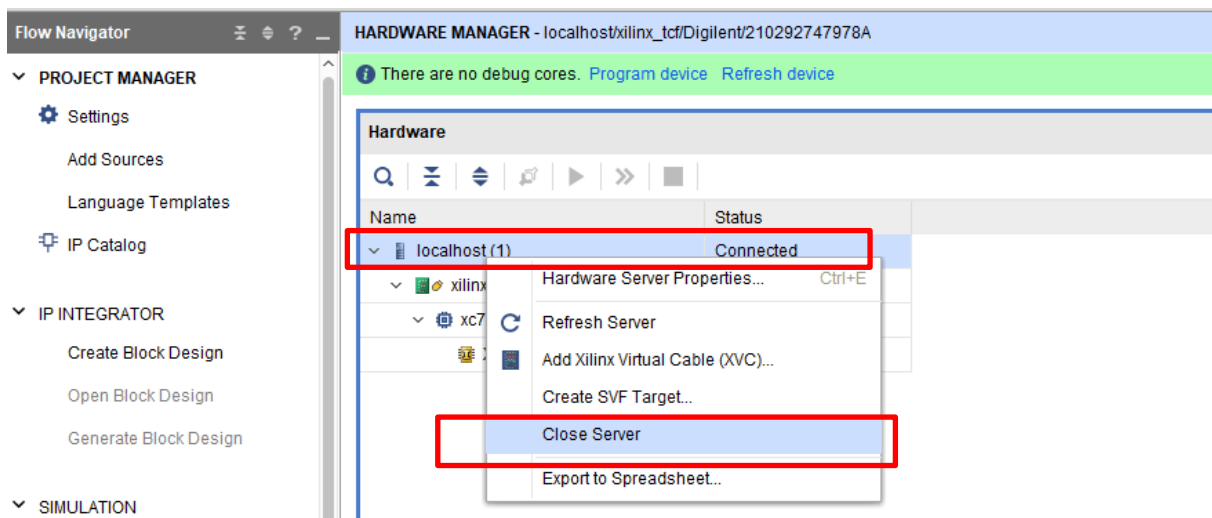 Flow Navigator
?
HARDWARE MANAGER - localhost/xilinx_tcf/Digilent/210292747978A
PROJECT MANAGER
There are no debug cores. Program device Refresh device
Settings
Hardware
Add Sources
Language Templates
Name Status
IP Catalog
localhost (1) Connected
Hardware Server Properties... Ctrl+E
xilinx
IP INTEGRATOR
xc7 Refresh Server
Create Block Design
Add Xilinx Virtual Cable (XVC)...
Open Block Design
Create SVF Target...
Generate Block Design
Close Server
Export to Spreadsheet...
SIMULATION